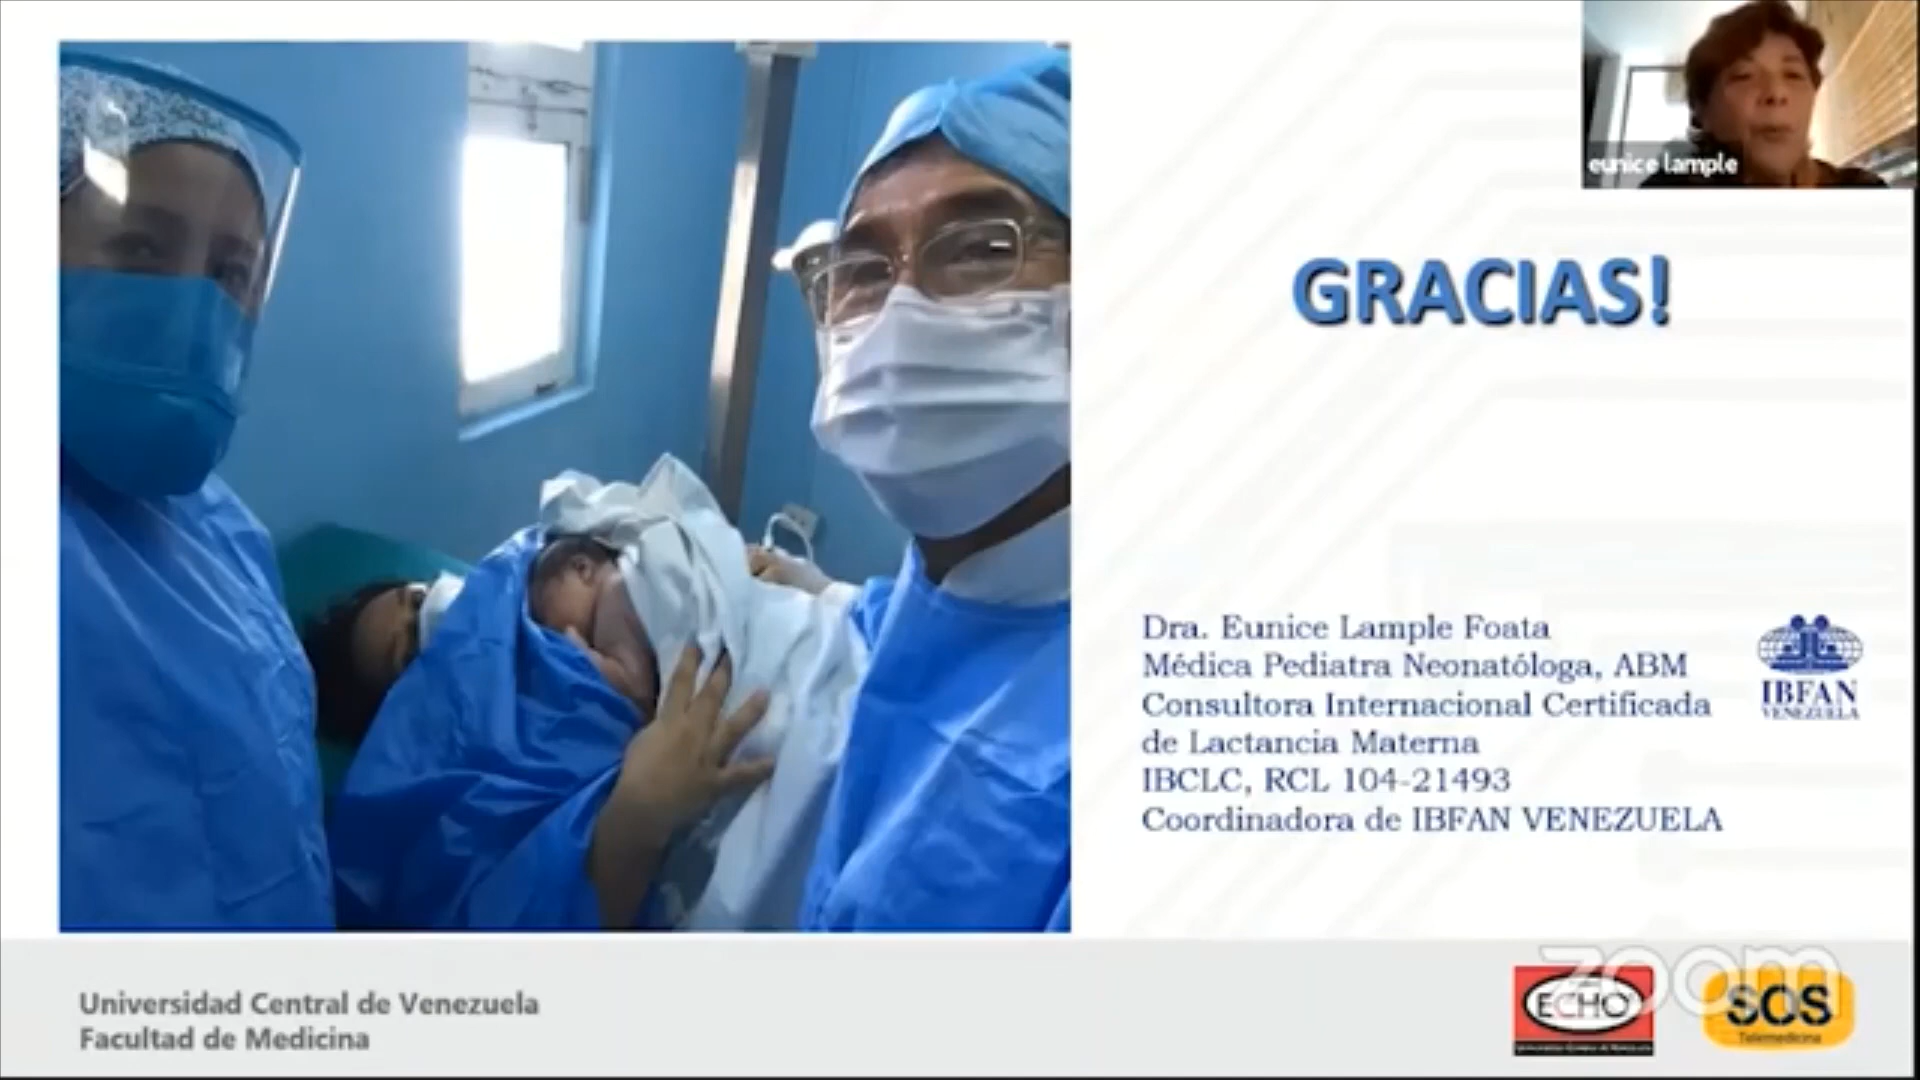 eunice lample
GRACIAS!
Dra. Eunice Lample Foata
Médica Pediatra Neonatóloga, ABM
Consultora Internacional Certificada
de Lactancia Materna
IBCLC, RCL 104-21493
Coordinadora de IBFAN VENEZUELA
IBFAN
VENEZUELA
Universidad Central de Venezuela
Facultad de Medicina
ECHO
zoom
SOS
Telemedicina